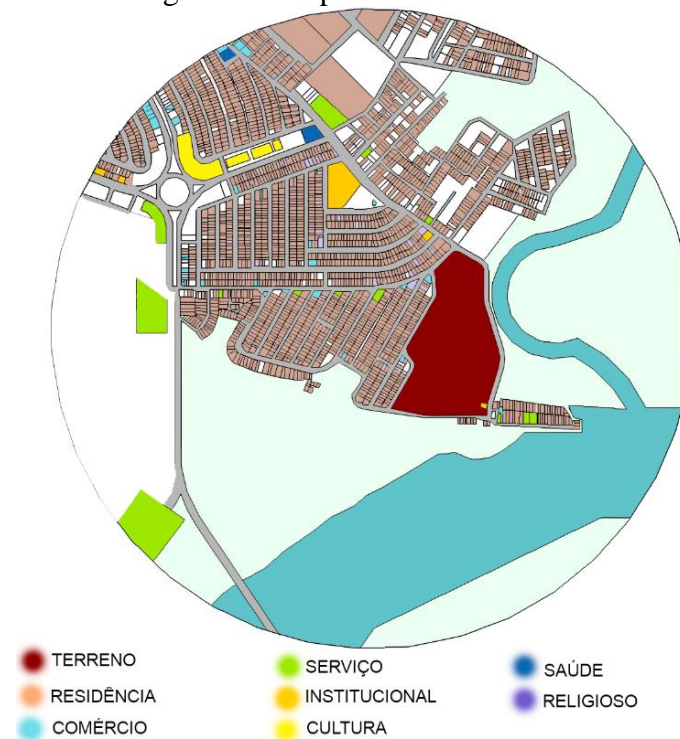 TERRENO
RESIDÊNCIA
COMÉRCIO
SERVIÇO
INSTITUCIONAL
CULTURA
SAÚDE
RELIGIOSO